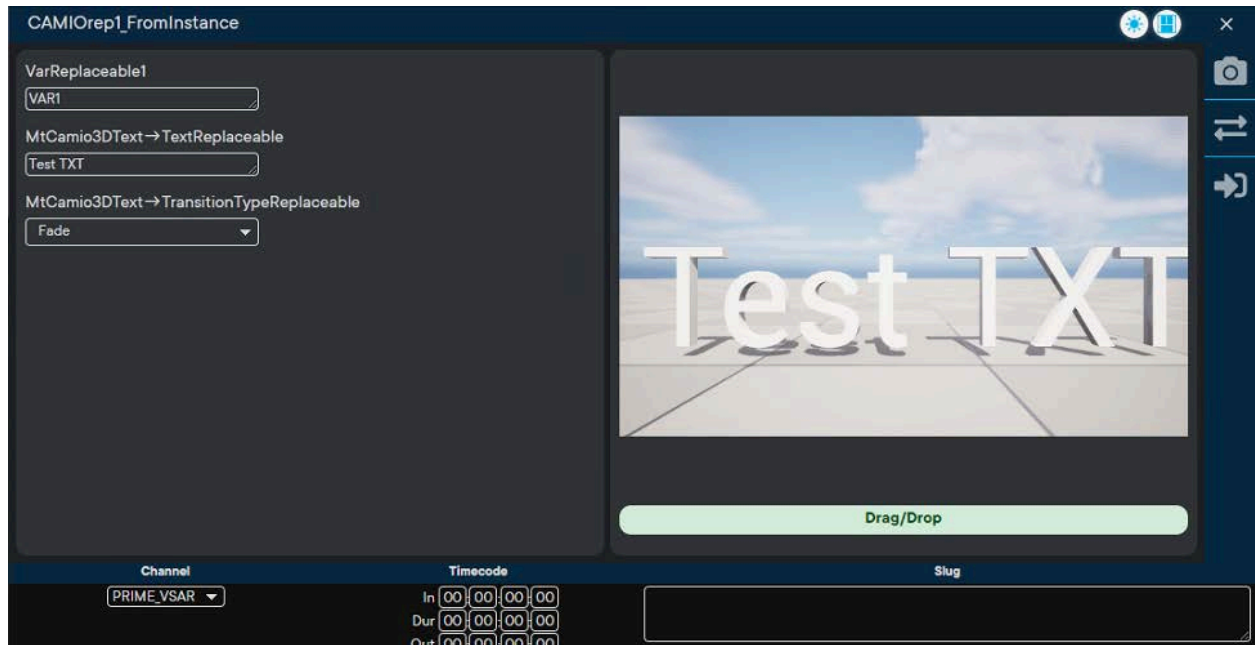 CAMIOrep1_FromInstance
VarReplaceable1
VAR1
MtCamio3DText→TextReplaceable
Test TXT
MtCamio3DText→TransitionTypeReplaceable
Fade
Test TXT
Drag/Drop
Channel Timecode Slug
PRIME_VSAR
In 00:00:00:00
Dur 00:00:00:00
Out 00:00:00:00